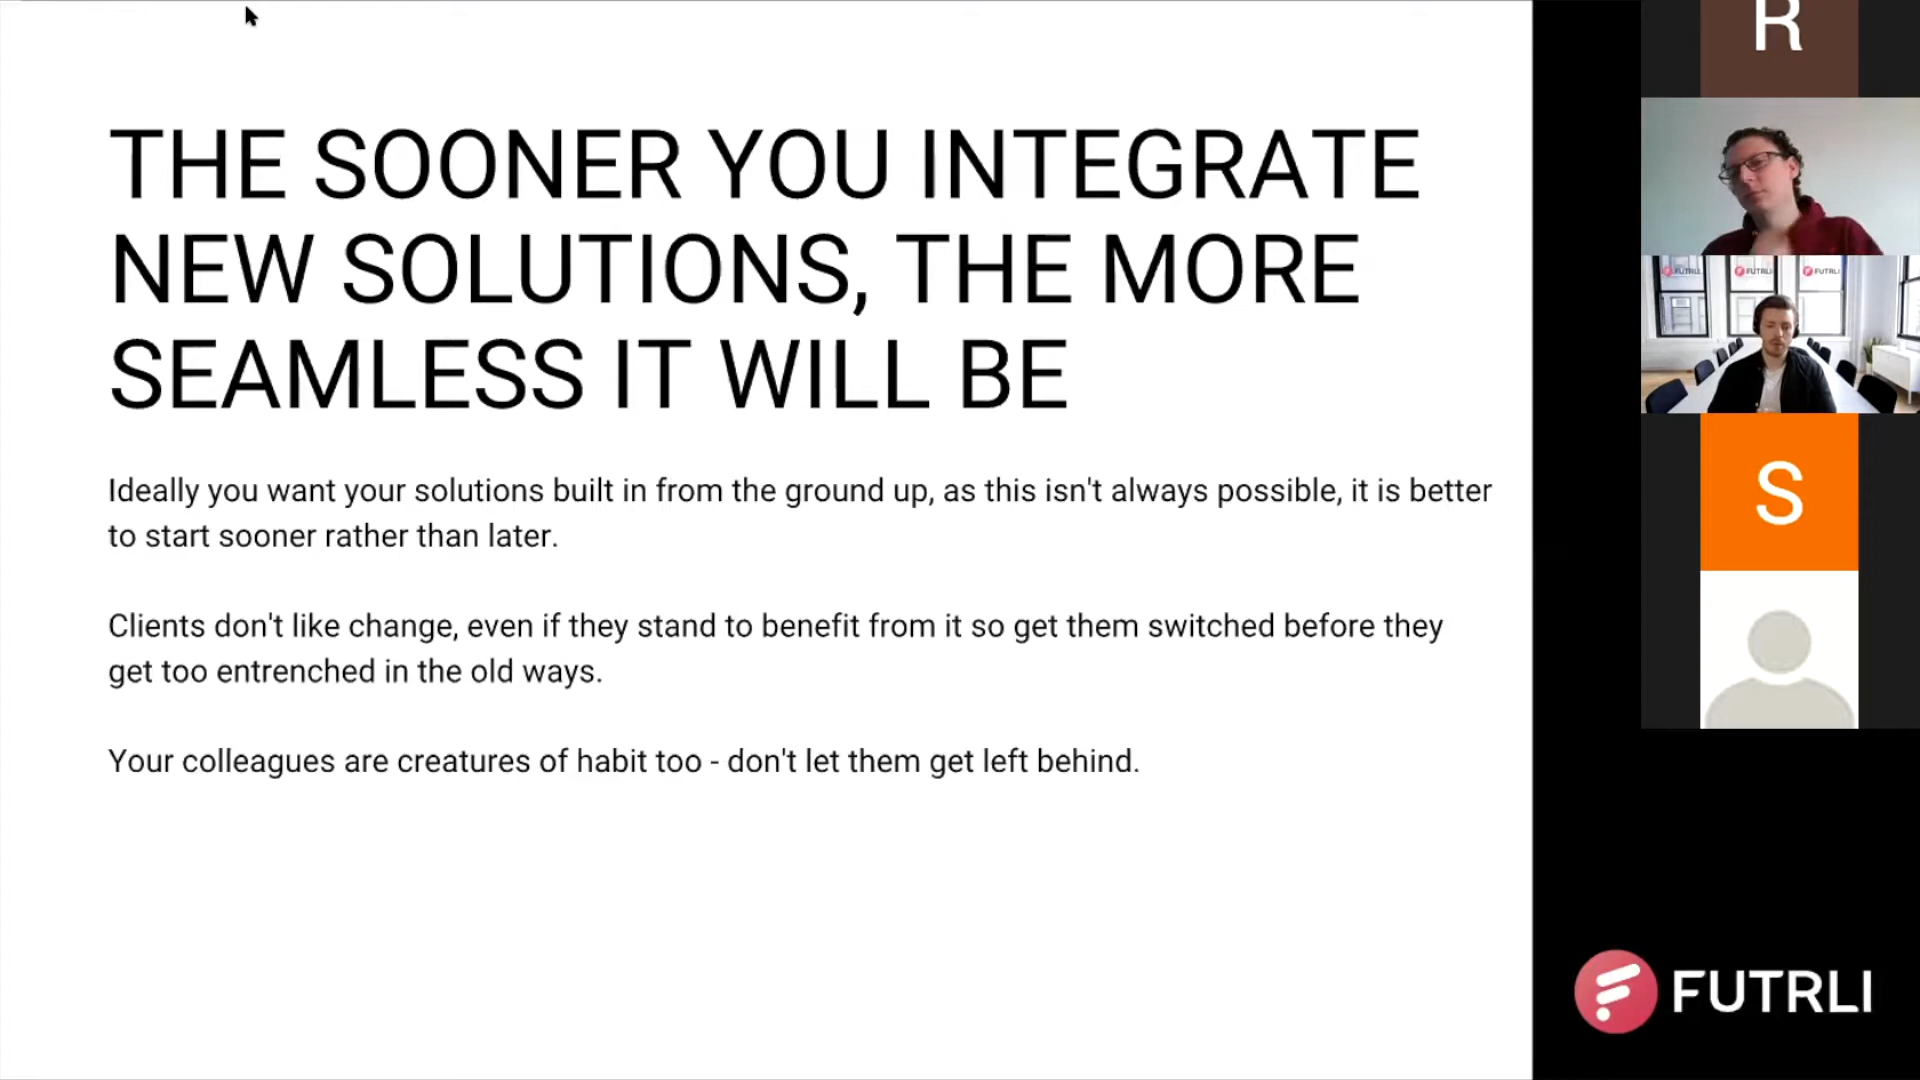 THE SOONER YOU INTEGRATE
NEW SOLUTIONS, THE MORE
SEAMLESS IT WILL BE
Ideally you want your solutions built in from the ground up, as this isn't always possible, it is better
to start sooner rather than later.
Clients don't like change, even if they stand to benefit from it so get them switched before they
get too entrenched in the old ways.
Your colleagues are creatures of habit too - don't let them get left behind.
R
FUTRLI FUTRLI FUTRLI
S
FUTRLI